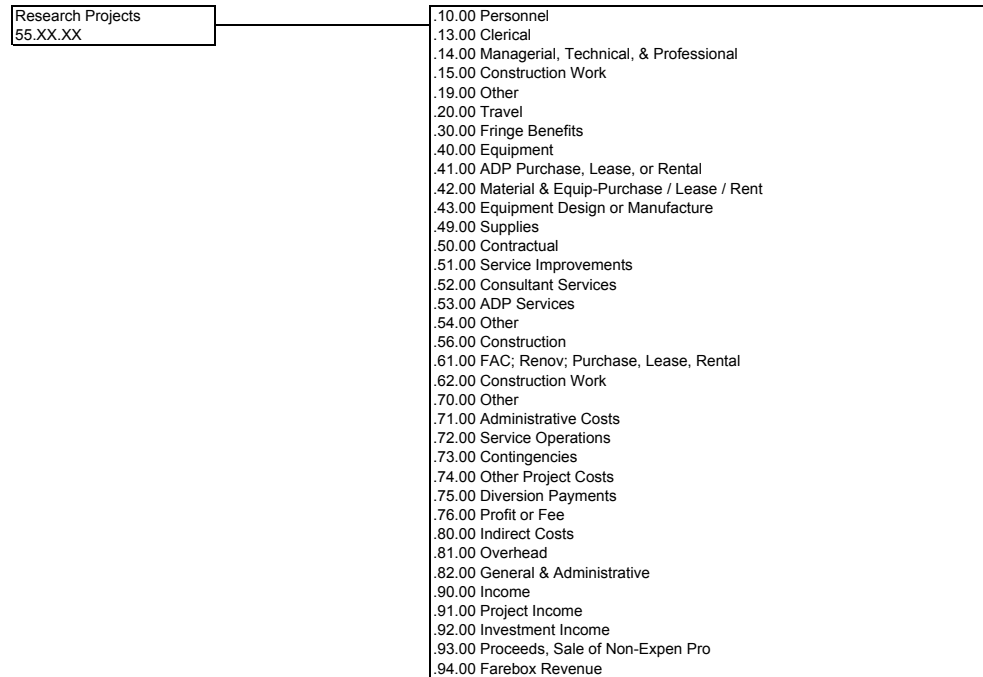 Research Projects
55.XX.XX
.10.00 Personnel
.13.00 Clerical
.14.00 Managerial, Technical, & Professional
.15.00 Construction Work
.19.00 Other
.20.00 Travel
.30.00 Fringe Benefits
.40.00 Equipment
.41.00 ADP Purchase, Lease, or Rental
.42.00 Material & Equip-Purchase / Lease / Rent
.43.00 Equipment Design or Manufacture
.49.00 Supplies
.50.00 Contractual
.51.00 Service Improvements
.52.00 Consultant Services
.53.00 ADP Services
.54.00 Other
.56.00 Construction
.61.00 FAC; Renov; Purchase, Lease, Rental
.62.00 Construction Work
.70.00 Other
.71.00 Administrative Costs
.72.00 Service Operations
.73.00 Contingencies
.74.00 Other Project Costs
.75.00 Diversion Payments
.76.00 Profit or Fee
.80.00 Indirect Costs
.81.00 Overhead
.82.00 General & Administrative
.90.00 Income
.91.00 Project Income
.92.00 Investment Income
.93.00 Proceeds, Sale of Non-Expen Pro
.94.00 Farebox Revenue